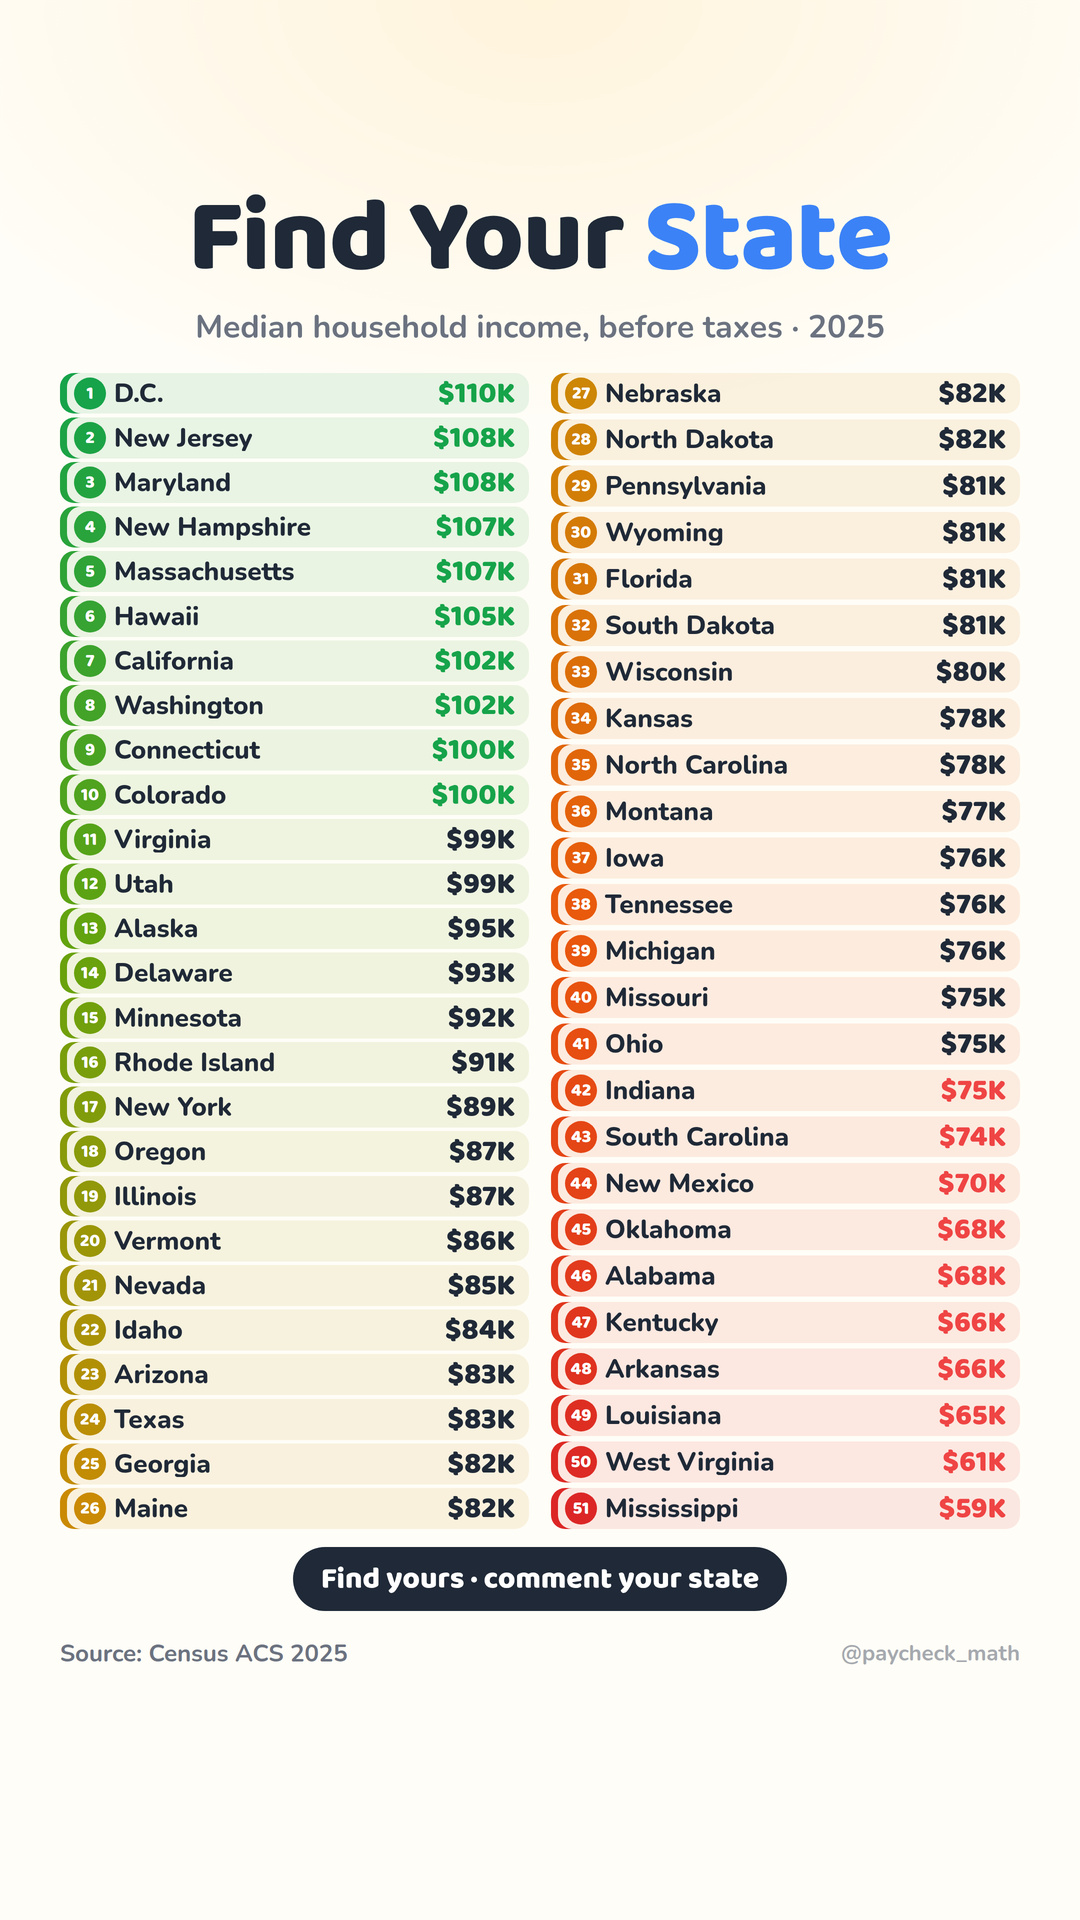 Find Your State
Median household income, before taxes · 2025
1 D.C. $110K
2 New Jersey $108K
3 Maryland $108K
4 New Hampshire $107K
5 Massachusetts $107K
6 Hawaii $105K
7 California $102K
8 Washington $102K
9 Connecticut $100K
10 Colorado $100K
11 Virginia $99K
12 Utah $99K
13 Alaska $95K
14 Delaware $93K
15 Minnesota $92K
16 Rhode Island $91K
17 New York $89K
18 Oregon $87K
19 Illinois $87K
20 Vermont $86K
21 Nevada $85K
22 Idaho $84K
23 Arizona $83K
24 Texas $83K
25 Georgia $82K
26 Maine $82K
27 Nebraska $82K
28 North Dakota $82K
29 Pennsylvania $81K
30 Wyoming $81K
31 Florida $81K
32 South Dakota $81K
33 Wisconsin $80K
34 Kansas $78K
35 North Carolina $78K
36 Montana $77K
37 Iowa $76K
38 Tennessee $76K
39 Michigan $76K
40 Missouri $75K
41 Ohio $75K
42 Indiana $75K
43 South Carolina $74K
44 New Mexico $70K
45 Oklahoma $68K
46 Alabama $68K
47 Kentucky $66K
48 Arkansas $66K
49 Louisiana $65K
50 West Virginia $61K
51 Mississippi $59K
Find yours · comment your state
Source: Census ACS 2025
@paycheck_math